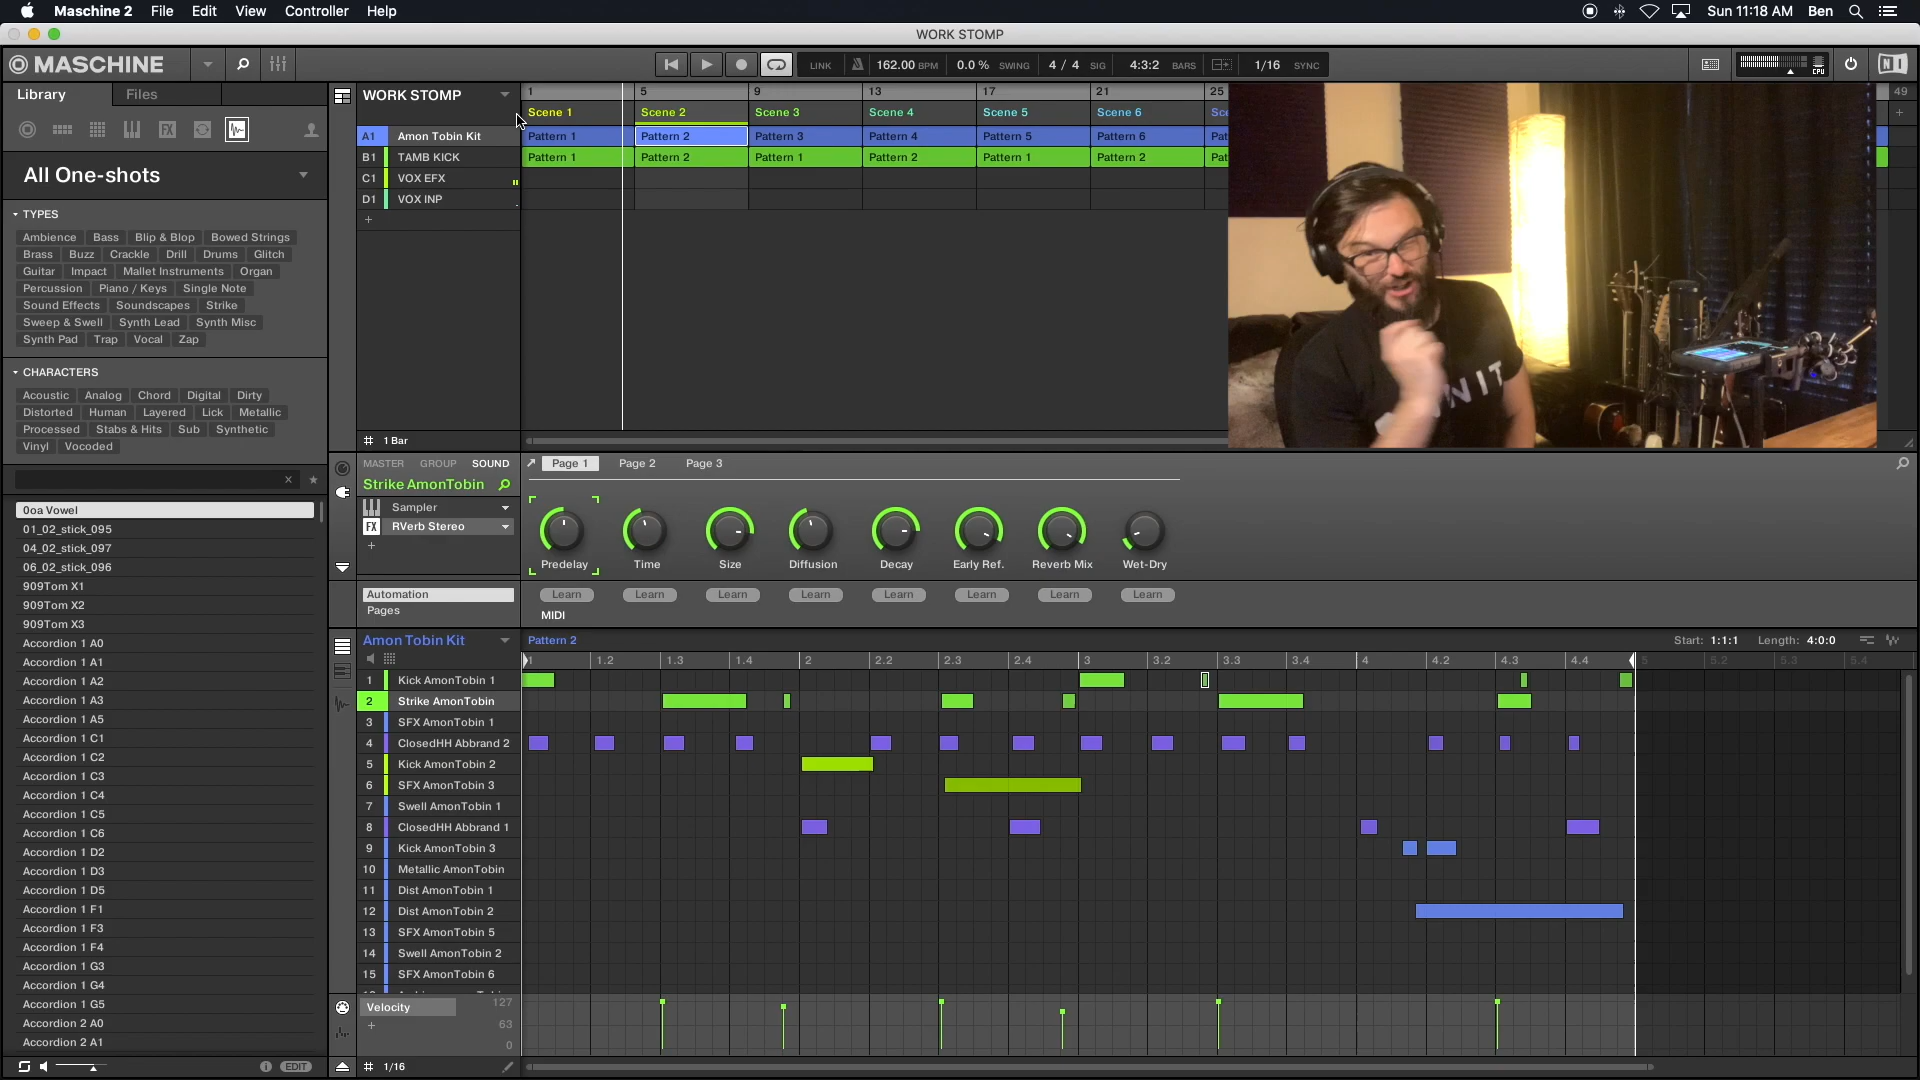 Maschine 2 File Edit View Controller Help
Sun 11:18 AM Ben
WORK STOMP
MASCHINE
LINK 162.00 BPM 0.0 % SWING 4 / 4 SIG 4:3:2 BARS 1/16 SYNC
CPU
NI
Library Files
All One-shots
TYPES
Ambience Bass Blip & Blop Bowed Strings
Brass Buzz Crackle Drill Drums Glitch
Guitar Impact Mallet Instruments Organ
Percussion Piano / Keys Single Note
Sound Effects Soundscapes Strike
Sweep & Swell Synth Lead Synth Misc
Synth Pad Trap Vocal Zap
CHARACTERS
Acoustic Analog Chord Digital Dirty
Distorted Human Layered Lick Metallic
Processed Stabs & Hits Sub Synthetic
Vinyl Vocoded
0oa Vowel
01_02_stick_095
04_02_stick_097
06_02_stick_096
909Tom X1
909Tom X2
909Tom X3
Accordion 1 A0
Accordion 1 A1
Accordion 1 A2
Accordion 1 A3
Accordion 1 A5
Accordion 1 C1
Accordion 1 C2
Accordion 1 C3
Accordion 1 C4
Accordion 1 C5
Accordion 1 C6
Accordion 1 D2
Accordion 1 D3
Accordion 1 D5
Accordion 1 F1
Accordion 1 F3
Accordion 1 F4
Accordion 1 G3
Accordion 1 G4
Accordion 1 G5
Accordion 2 A0
Accordion 2 A1
EDIT
WORK STOMP
1 5 9 13 17 21 25 49
Scene 1 Scene 2 Scene 3 Scene 4 Scene 5 Scene 6 Sc
A1 Amon Tobin Kit Pattern 1 Pattern 2 Pattern 3 Pattern 4 Pattern 5 Pattern 6 Pat
B1 TAMB KICK Pattern 1 Pattern 2 Pattern 1 Pattern 2 Pattern 1 Pattern 2 Pat
C1 VOX EFX
D1 VOX INP
+
1 Bar
MASTER GROUP SOUND
Page 1 Page 2 Page 3
Strike AmonTobin
Sampler
FX RVerb Stereo
+
Predelay Time Size Diffusion Decay Early Ref. Reverb Mix Wet-Dry
Automation
Learn Learn Learn Learn Learn Learn Learn Learn
Pages
MIDI
Amon Tobin Kit
Pattern 2
Start: 1:1:1 Length: 4:0:0
1 1.2 1.3 1.4 2 2.2 2.3 2.4 3 3.2 3.3 3.4 4 4.2 4.3 4.4 5 5.2 5.3 5.4
1 Kick AmonTobin 1
2 Strike AmonTobin
3 SFX AmonTobin 1
4 ClosedHH Abbrand 2
5 Kick AmonTobin 2
6 SFX AmonTobin 3
7 Swell AmonTobin 1
8 ClosedHH Abbrand 1
9 Kick AmonTobin 3
10 Metallic AmonTobin
11 Dist AmonTobin 1
12 Dist AmonTobin 2
13 SFX AmonTobin 5
14 Swell AmonTobin 2
15 SFX AmonTobin 6
Velocity 127
+ 63
0
1/16